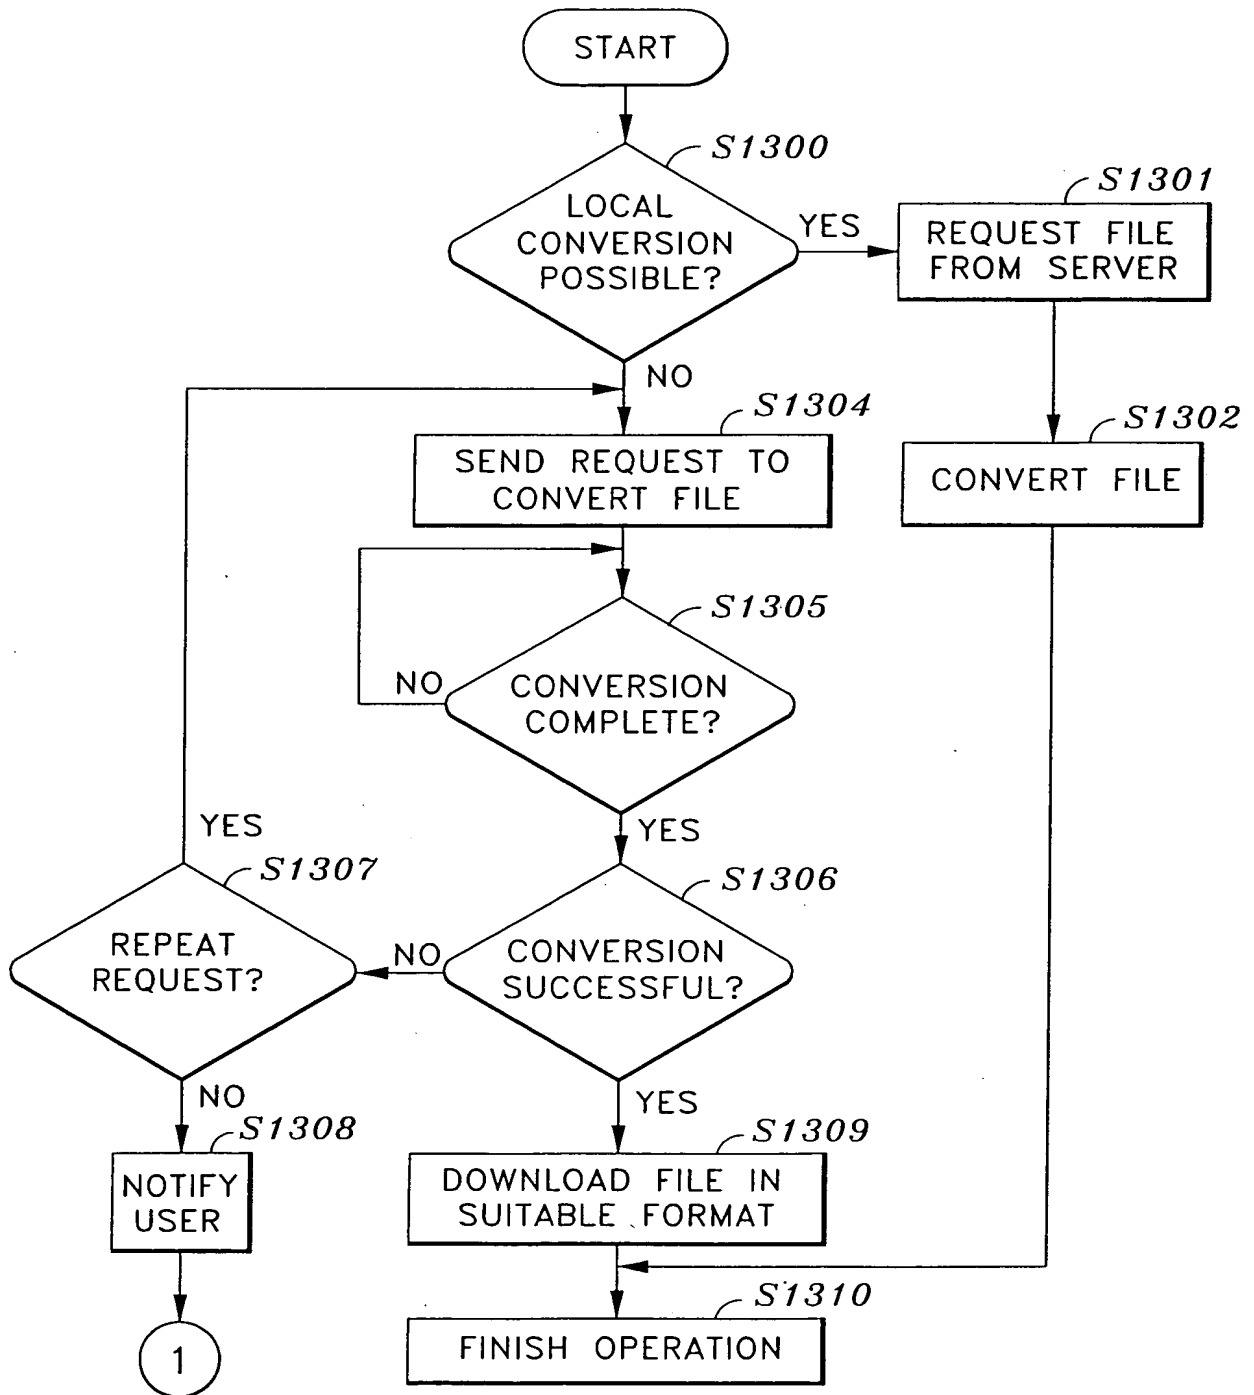 START
S1300
LOCAL
CONVERSION
POSSIBLE?
YES
S1301
REQUEST FILE
FROM SERVER
NO
S1304
SEND REQUEST TO
CONVERT FILE
S1302
CONVERT FILE
S1305
CONVERSION
COMPLETE?
NO
YES
S1306
CONVERSION
SUCCESSFUL?
NO
YES
S1307
REPEAT
REQUEST?
NO
S1308
NOTIFY
USER
1
YES
S1309
DOWNLOAD FILE IN
SUITABLE FORMAT
S1310
FINISH OPERATION